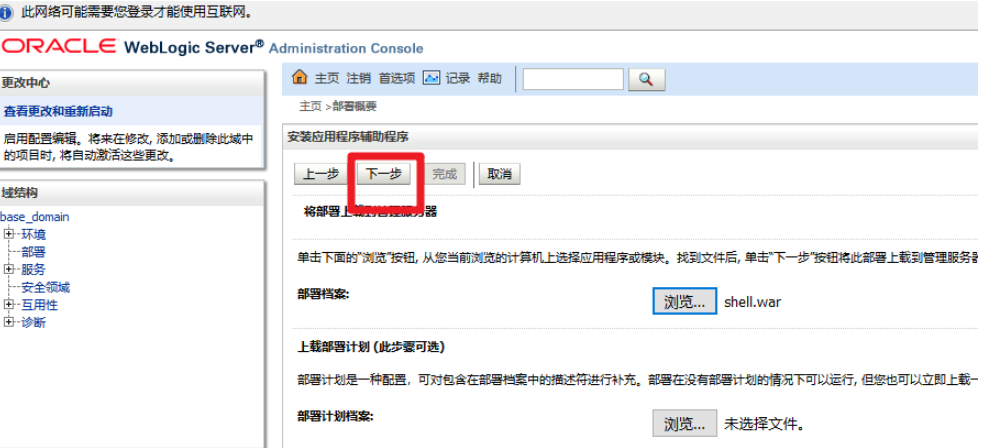 此网络可能需要您登录才能使用互联网。
ORACLE WebLogic Server® Administration Console
更改中心
查看更改和重新启动
启用配置编辑。将来在修改, 添加或删除此域中
的项目时, 将自动激活这些更改。
域结构
base_domain
环境
部署
服务
安全领域
互用性
诊断
主页 注销 首选项 记录 帮助
主页 >部署概要
安装应用程序辅助程序
上一步 下一步 完成 取消
将部署上载到管理服务器
单击下面的"浏览"按钮, 从您当前浏览的计算机上选择应用程序或模块。找到文件后, 单击"下一步"按钮将此部署上载到管理服务器
部署档案: 浏览... shell.war
上载部署计划 (此步骤可选)
部署计划是一种配置, 可对包含在部署档案中的描述符进行补充。部署在没有部署计划的情况下可以运行, 但您也可以立即上载一
部署计划档案: 浏览... 未选择文件。